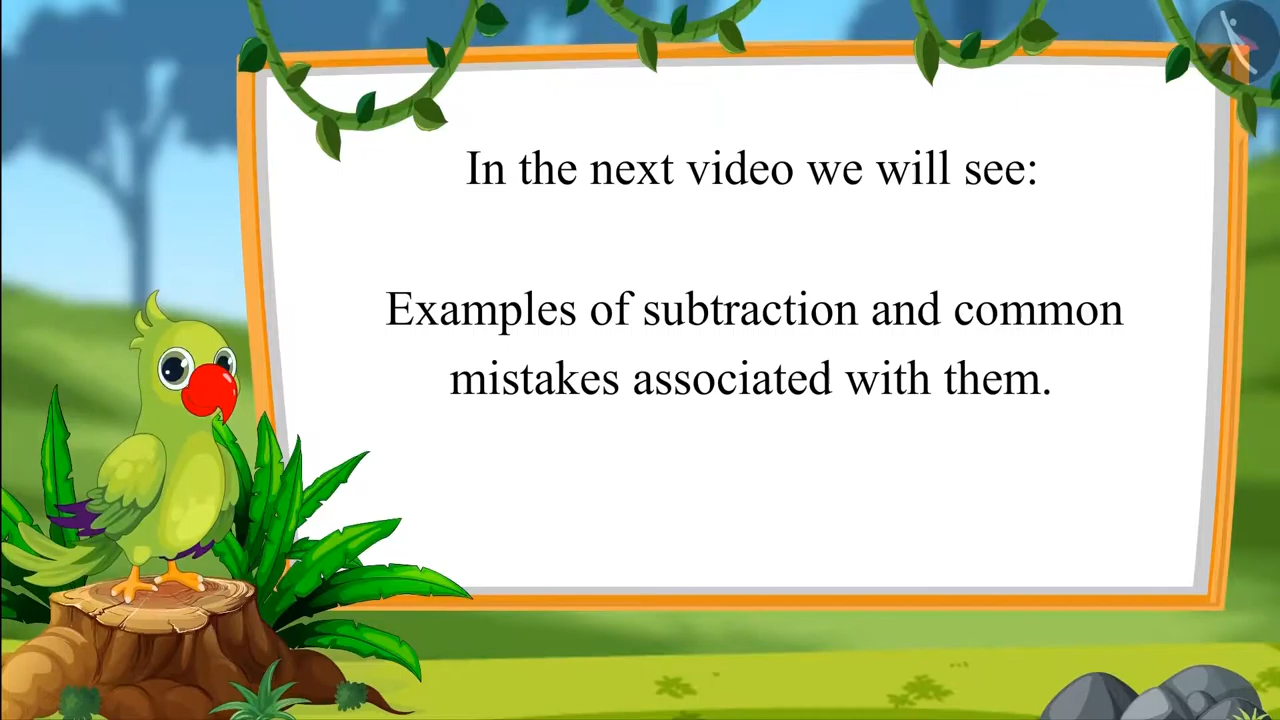 In the next video we will see:
Examples of subtraction and common
mistakes associated with them.